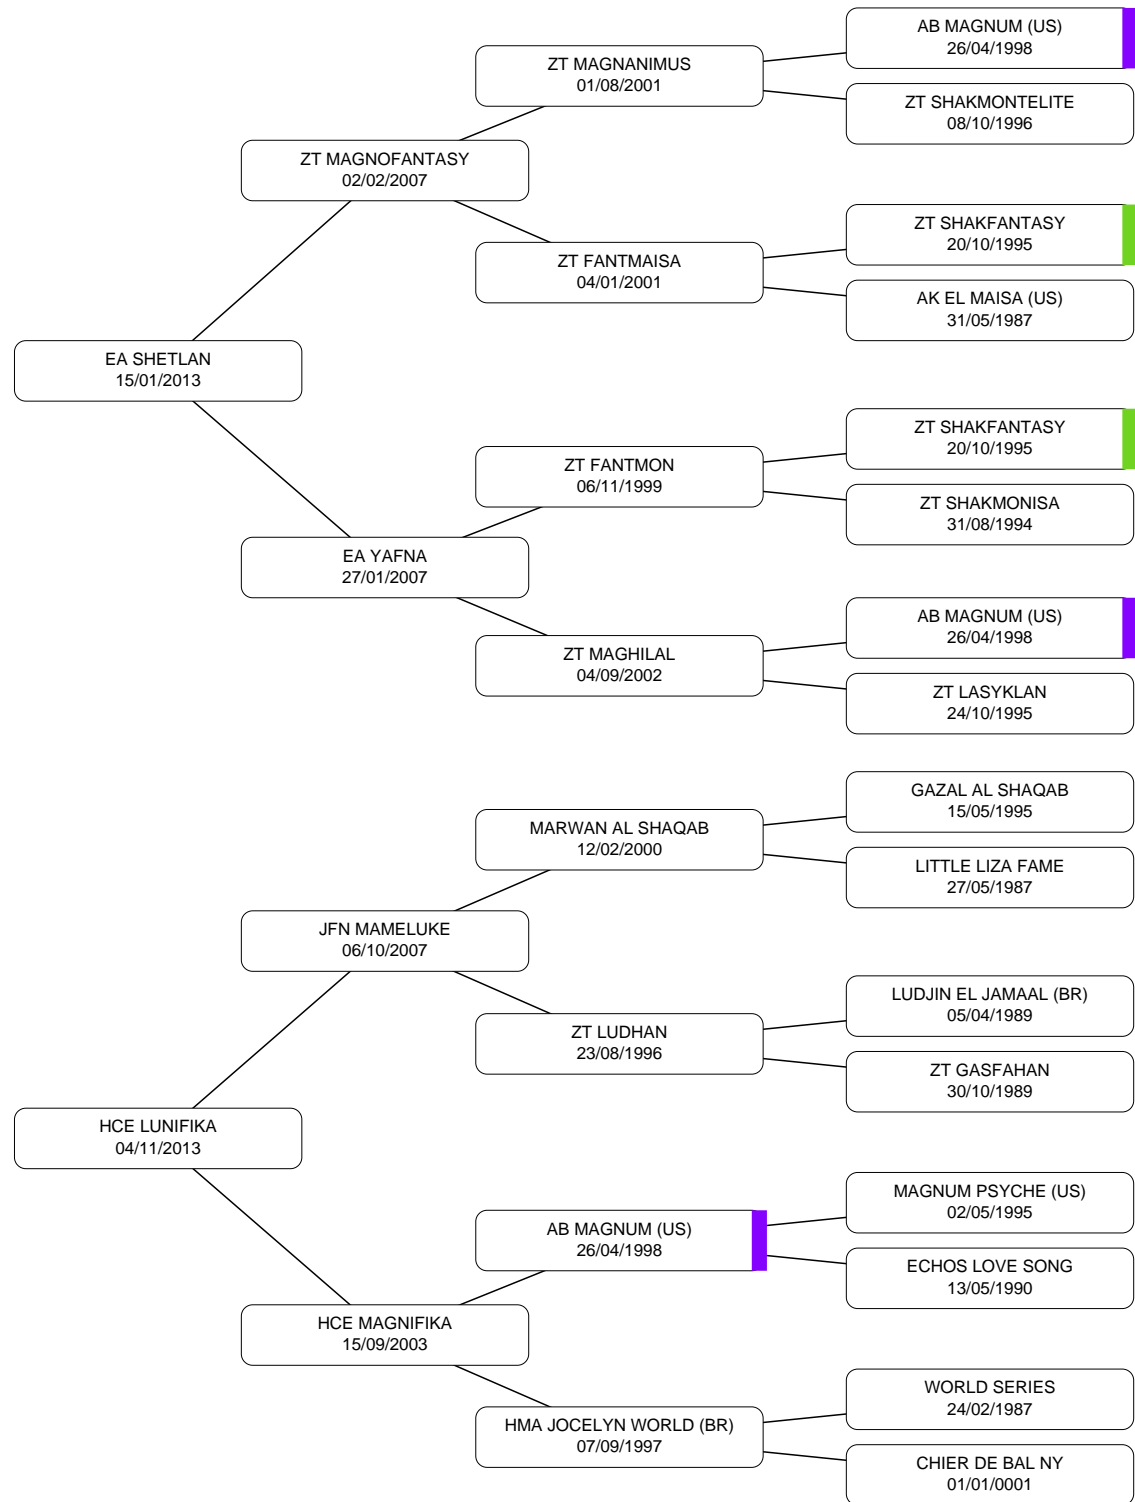 AB MAGNUM (US)
26/04/1998
ZT MAGNANIMUS
01/08/2001
ZT SHAKMONTELITE
08/10/1996
ZT MAGNOFANTASY
02/02/2007
ZT SHAKFANTASY
20/10/1995
ZT FANTMAISA
04/01/2001
AK EL MAISA (US)
31/05/1987
EA SHETLAN
15/01/2013
ZT SHAKFANTASY
20/10/1995
ZT FANTMON
06/11/1999
ZT SHAKMONISA
31/08/1994
EA YAFNA
27/01/2007
AB MAGNUM (US)
26/04/1998
ZT MAGHILAL
04/09/2002
ZT LASYKLAN
24/10/1995
GAZAL AL SHAQAB
15/05/1995
MARWAN AL SHAQAB
12/02/2000
LITTLE LIZA FAME
27/05/1987
JFN MAMELUKE
06/10/2007
LUDJIN EL JAMAAL (BR)
05/04/1989
ZT LUDHAN
23/08/1996
ZT GASFAHAN
30/10/1989
HCE LUNIFIKA
04/11/2013
MAGNUM PSYCHE (US)
02/05/1995
AB MAGNUM (US)
26/04/1998
ECHOS LOVE SONG
13/05/1990
HCE MAGNIFIKA
15/09/2003
WORLD SERIES
24/02/1987
HMA JOCELYN WORLD (BR)
07/09/1997
CHIER DE BAL NY
01/01/0001